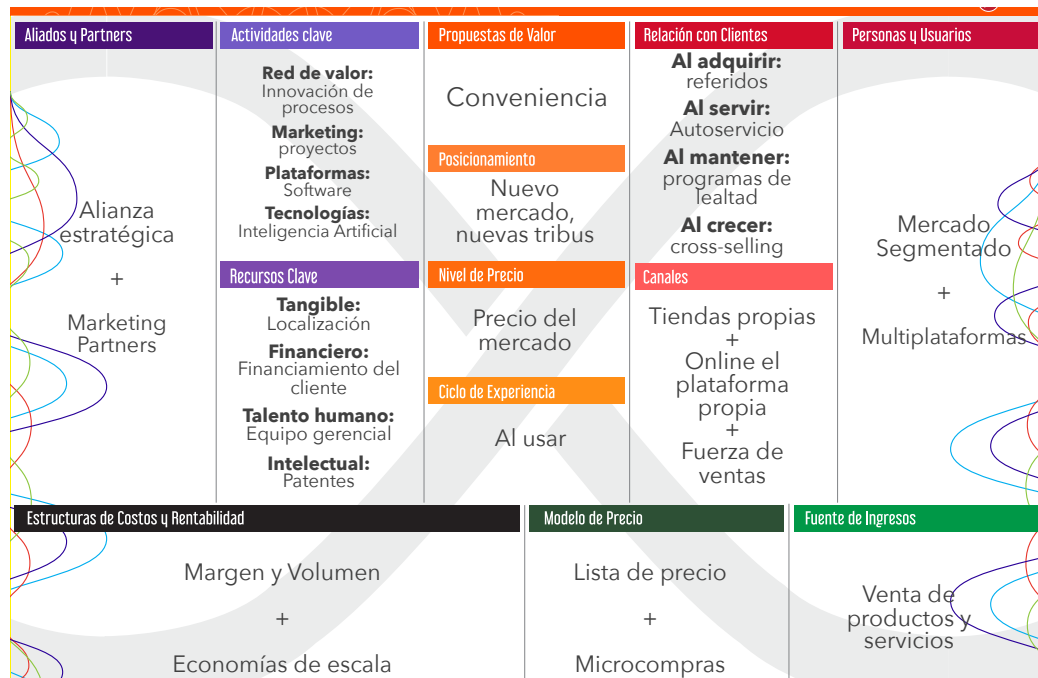 Aliados y Partners
Alianza
estratégica
+
Marketing
Partners
Actividades clave
Red de valor:
Innovación de
procesos
Marketing:
proyectos
Plataformas:
Software
Tecnologías:
Inteligencia Artificial
Recursos Clave
Tangible:
Localización
Financiero:
Financiamiento del
cliente
Talento humano:
Equipo gerencial
Intelectual:
Patentes
Propuestas de Valor
Conveniencia
Posicionamiento
Nuevo
mercado,
nuevas tribus
Nivel de Precio
Precio del
mercado
Ciclo de Experiencia
Al usar
Relación con Clientes
Al adquirir:
referidos
Al servir:
Autoservicio
Al mantener:
programas de
lealtad
Al crecer:
cross-selling
Canales
Tiendas propias
+
Online el
plataforma
propia
+
Fuerza de
ventas
Personas y Usuarios
Mercado
Segmentado
+
Multiplataformas
Estructuras de Costos y Rentabilidad
Margen y Volumen
+
Economías de escala
Modelo de Precio
Lista de precio
+
Microcompras
Fuente de Ingresos
Venta de
productos y
servicios